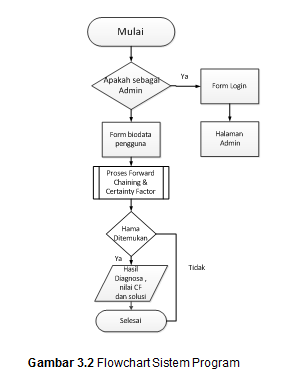 Mulai
Apakah sebagai
Admin
Ya
Form Login
Halaman
Admin
Form biodata
pengguna
Proses Forward
Chaining &
Certainty Factor
Hama
Ditemukan
Ya
Tidak
Hasil
Diagnosa ,
nilai CF
dan solusi
Selesai
Gambar 3.2 Flowchart Sistem Program